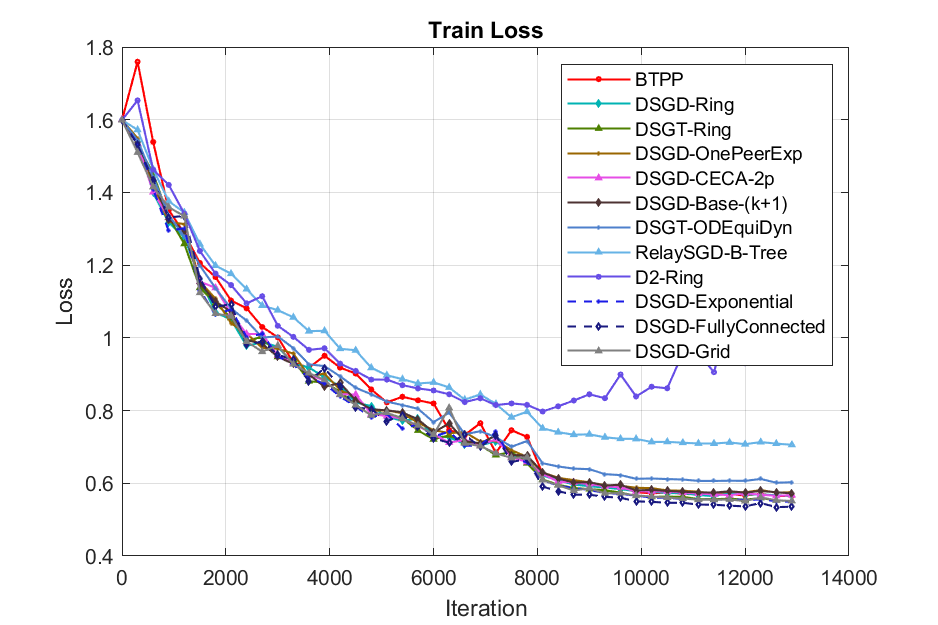 Train Loss
1.8
1.6
1.4
1.2
1
0.8
0.6
0.4
Loss
0
2000
4000
6000
8000
10000
12000
14000
Iteration
BTPP
DSGD-Ring
DSGT-Ring
DSGD-OnePeerExp
DSGD-CECA-2p
DSGD-Base-(k+1)
DSGT-ODEquiDyn
RelaySGD-B-Tree
D2-Ring
DSGD-Exponential
DSGD-FullyConnected
DSGD-Grid